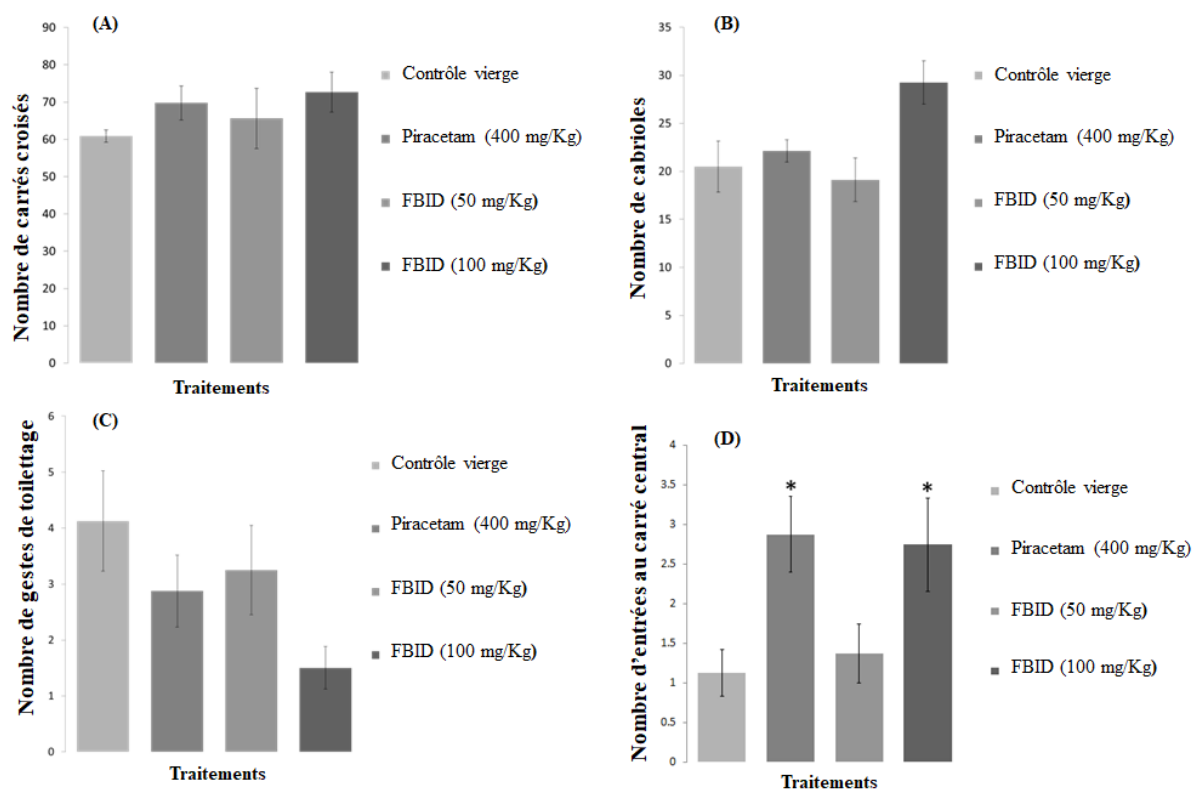 (A)
Nombre de carrés croisés
90
80
70
60
50
40
30
20
10
0
Traitements
Contrôle vierge
Piracetam (400 mg/Kg)
FBID (50 mg/Kg)
FBID (100 mg/Kg)
(B)
Nombre de cabrioles
35
30
25
20
15
10
5
0
Traitements
Contrôle vierge
Piracetam (400 mg/Kg)
FBID (50 mg/Kg)
FBID (100 mg/Kg)
(C)
Nombre de gestes de toilettage
6
5
4
3
2
1
0
Traitements
Contrôle vierge
Piracetam (400 mg/Kg)
FBID (50 mg/Kg)
FBID (100 mg/Kg)
(D)
Nombre d'entrées au carré central
4
3.5
3
2.5
2
1.5
1
0.5
0
*
*
Traitements
Contrôle vierge
Piracetam (400 mg/Kg)
FBID (50 mg/Kg)
FBID (100 mg/Kg)